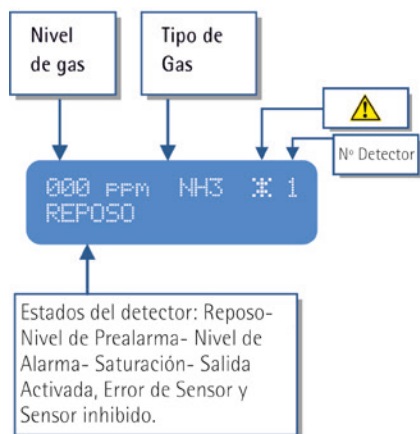 Nivel
de gas
Tipo de
Gas
Nº Detector
000 ppm NH3 1
REPOSO
Estados del detector: Reposo-
Nivel de Prealarma- Nivel de
Alarma- Saturación- Salida
Activada, Error de Sensor y
Sensor inhibido.